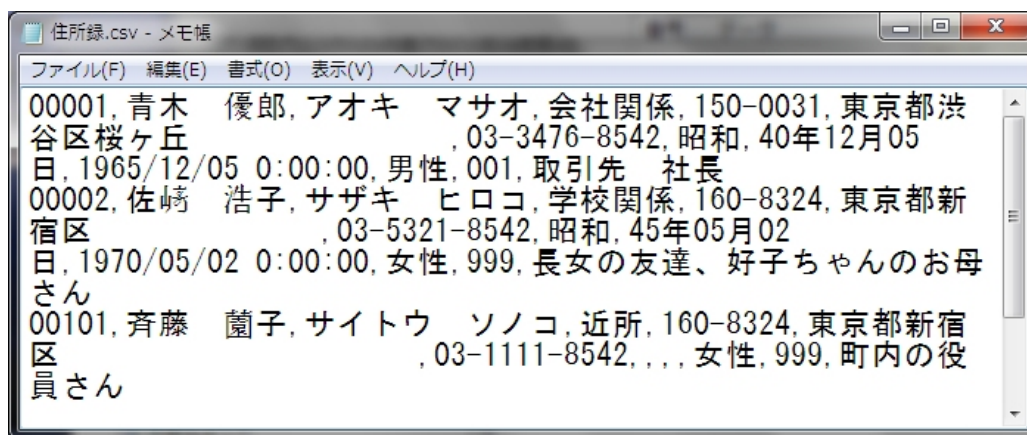 住所録.csv - メモ帳
ファイル(F) 編集(E) 書式(O) 表示(V) ヘルプ(H)
00001,青木　優郎,アオキ　マサオ,会社関係,150-0031,東京都渋
谷区桜ヶ丘　　　　　　　　,03-3476-8542,昭和,40年12月05
日,1965/12/05 0:00:00,男性,001,取引先　社長
00002,佐﨑　浩子,サザキ　ヒロコ,学校関係,160-8324,東京都新
宿区　　　　　　　　,03-5321-8542,昭和,45年05月02
日,1970/05/02 0:00:00,女性,999,長女の友達、好子ちゃんのお母
さん
00101,斉藤　薗子,サイトウ　ソノコ,近所,160-8324,東京都新宿
区　　　　　　　　　　　　,03-1111-8542,,,,女性,999,町内の役
員さん